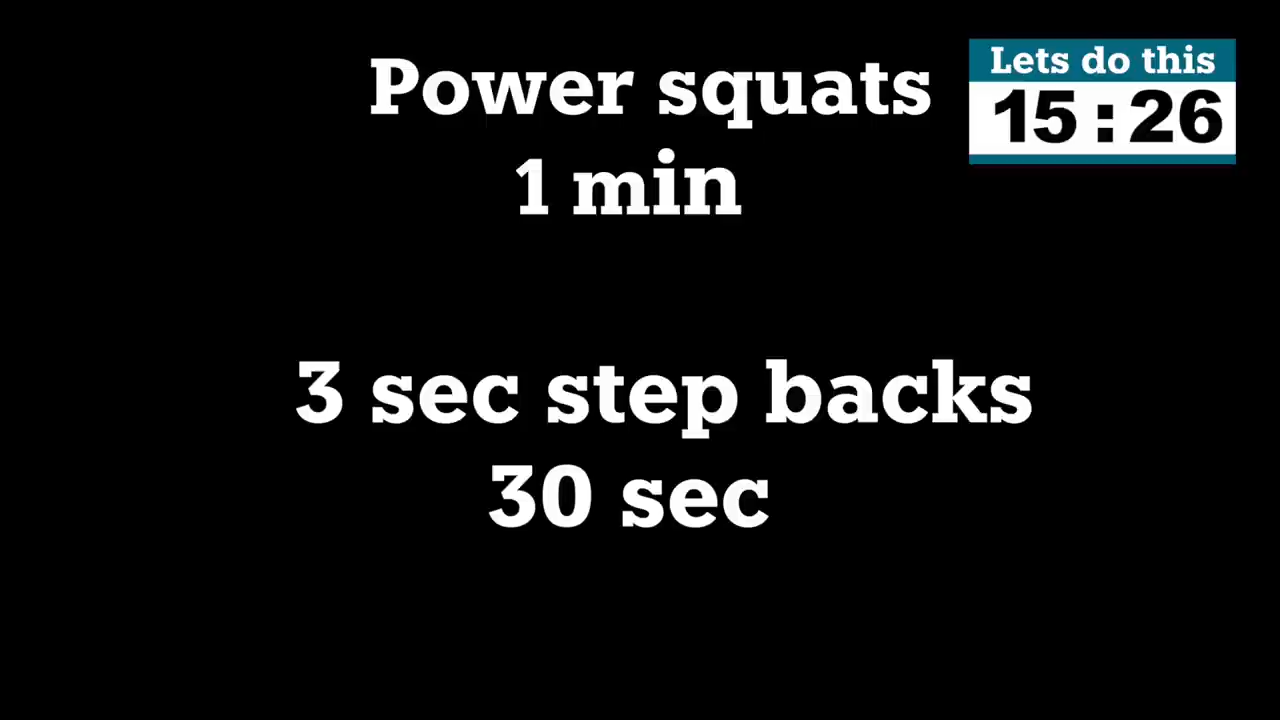 Power squats
1 min
3 sec step backs
30 sec
Lets do this
15:26